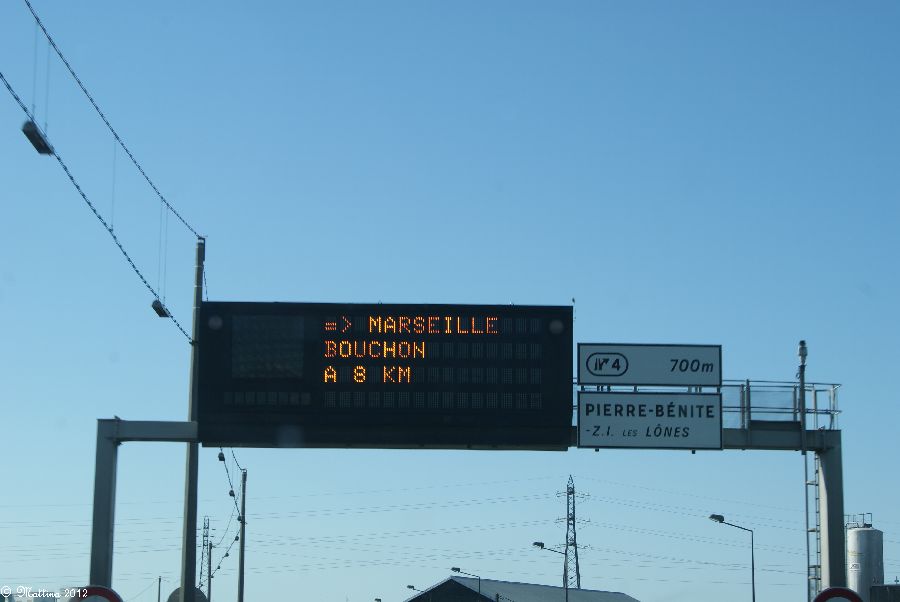 => MARSEILLE
BOUCHON
A 8 KM
4 700m
PIERRE-BÉNITE
-Z.I. LES LÔNES
© Mattina 2012